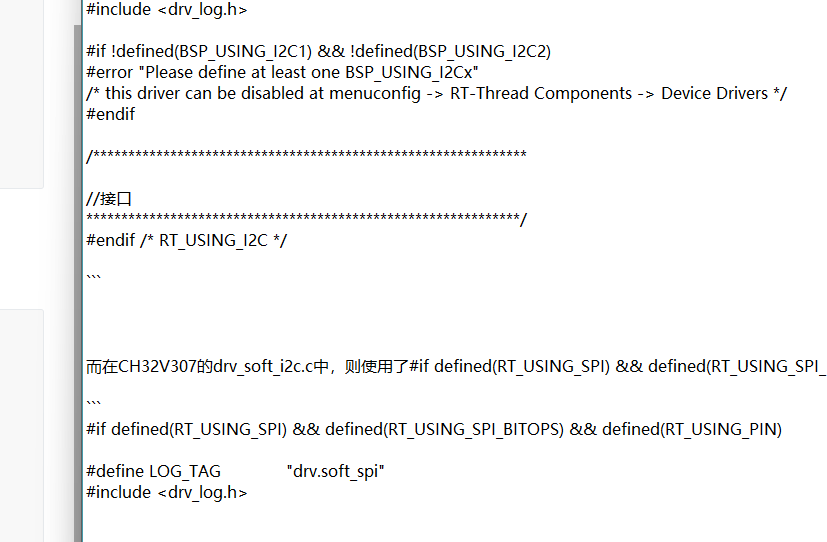 #include <drv_log.h>
#if !defined(BSP_USING_I2C1) && !defined(BSP_USING_I2C2)
#error "Please define at least one BSP_USING_I2Cx"
/* this driver can be disabled at menuconfig -> RT-Thread Components -> Device Drivers */
#endif
/**************************************************************
//接口
**************************************************************/
#endif /* RT_USING_I2C */
```
而在CH32V307的drv_soft_i2c.c中，则使用了#if defined(RT_USING_SPI) && defined(RT_USING_SPI_
```
#if defined(RT_USING_SPI) && defined(RT_USING_SPI_BITOPS) && defined(RT_USING_PIN)
#define LOG_TAG "drv.soft_spi"
#include <drv_log.h>